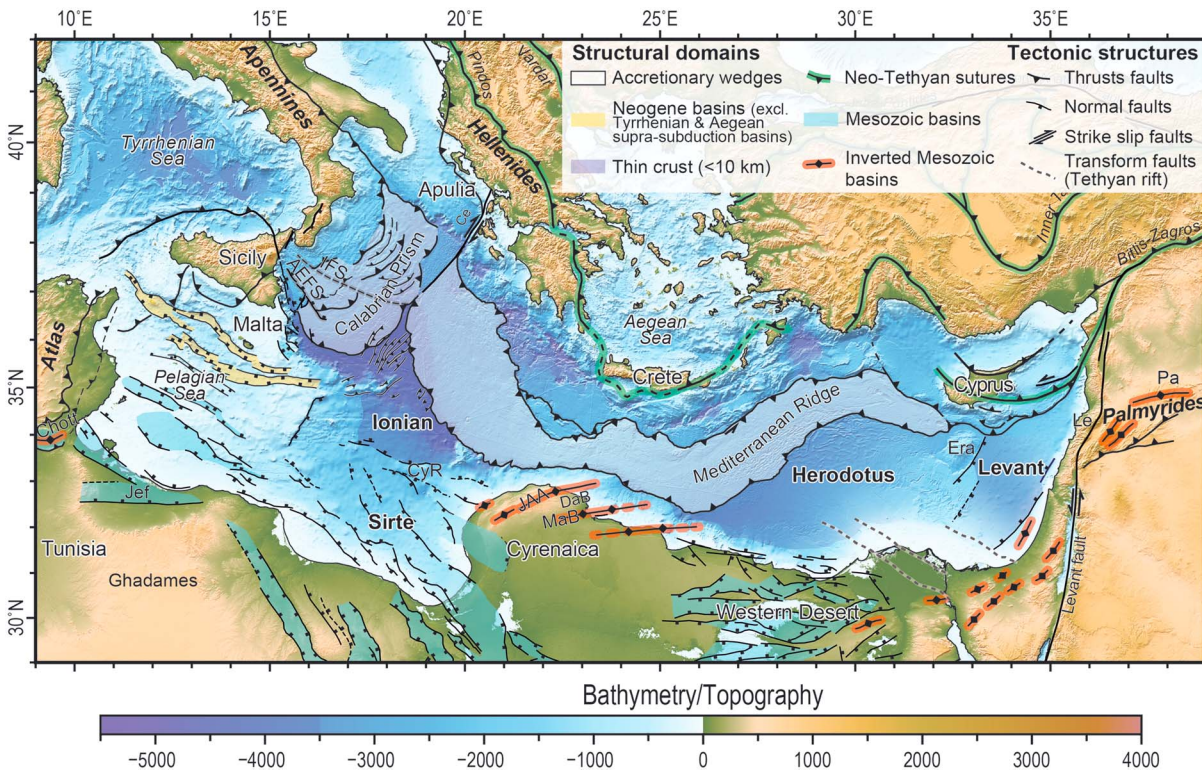 10°E 15°E 20°E 25°E 30°E 35°E
40°N
35°N
30°N
Structural domains
Accretionary wedges
Neogene basins (excl.
Tyrrhenian & Aegean
supra-subduction basins)
Thin crust (<10 km)
Neo-Tethyan sutures
Mesozoic basins
Inverted Mesozoic
basins
Tectonic structures
Thrusts faults
Normal faults
Strike slip faults
Transform faults
(Tethyan rift)
Apennines
Pindos
Vardar
Hellenides
Tyrrhenian
Sea
Apulia
Ce
Inner
Bitlis-Zagros
Sicily
IFS
AEFS
Calabrian Prism
Malta
Atlas
Pelagian
Sea
Aegean
Sea
Crete
Cyprus
Pa
Palmyrides
Le
Chott
Ionian
Mediterranean Ridge
Era
Levant
Herodotus
CyR
Jef
JAA
DaB
MaB
Sirte
Cyrenaica
Tunisia
Ghadames
Western Desert
Levant fault
Bathymetry/Topography
−5000 −4000 −3000 −2000 −1000 0 1000 2000 3000 4000